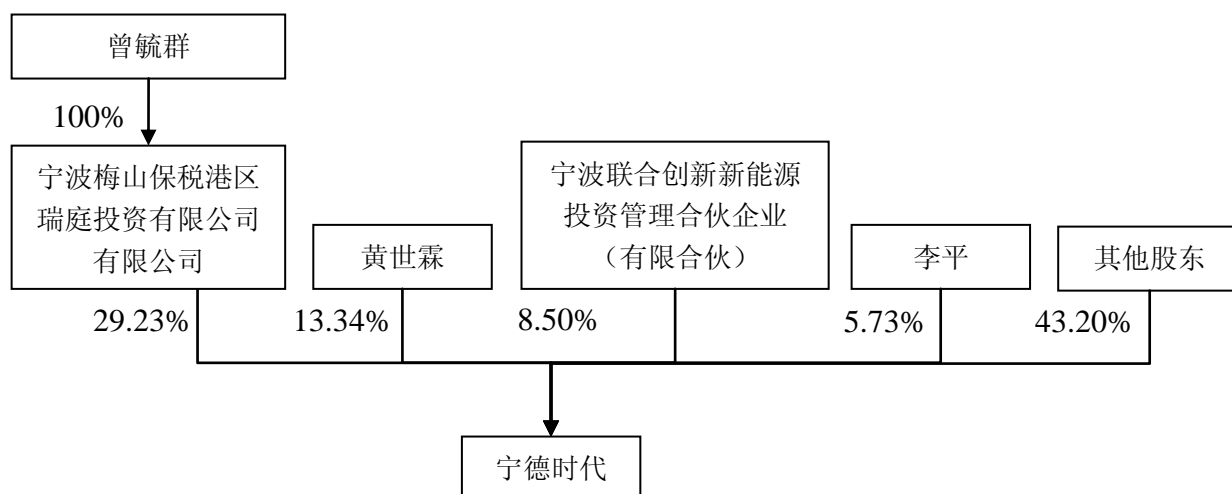 曾毓群
100%
宁波梅山保税港区
瑞庭投资有限公司
有限公司
黄世霖
宁波联合创新新能源
投资管理合伙企业
（有限合伙）
李平
其他股东
29.23%
13.34%
8.50%
5.73%
43.20%
宁德时代